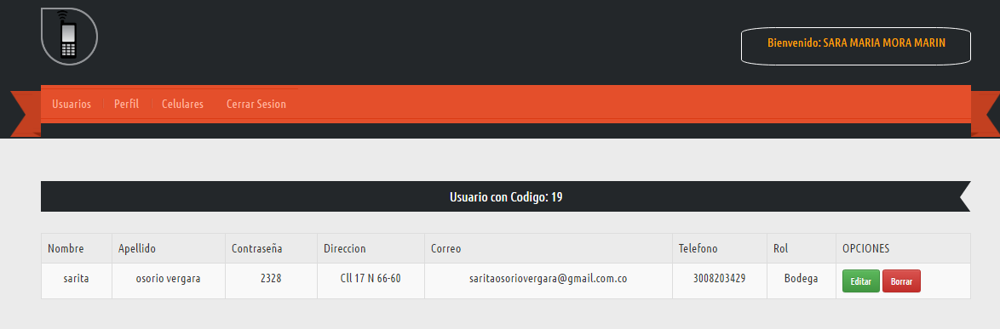 Bienvenido: SARA MARIA MORA MARIN
Usuarios Perfil Celulares Cerrar Sesion
Usuario con Codigo: 19
Nombre Apellido Contraseña Direccion Correo Telefono Rol OPCIONES
sarita osorio vergara 2328 Cll 17 N 66-60 saritaosoriovergara@gmail.com.co 3008203429 Bodega Editar Borrar